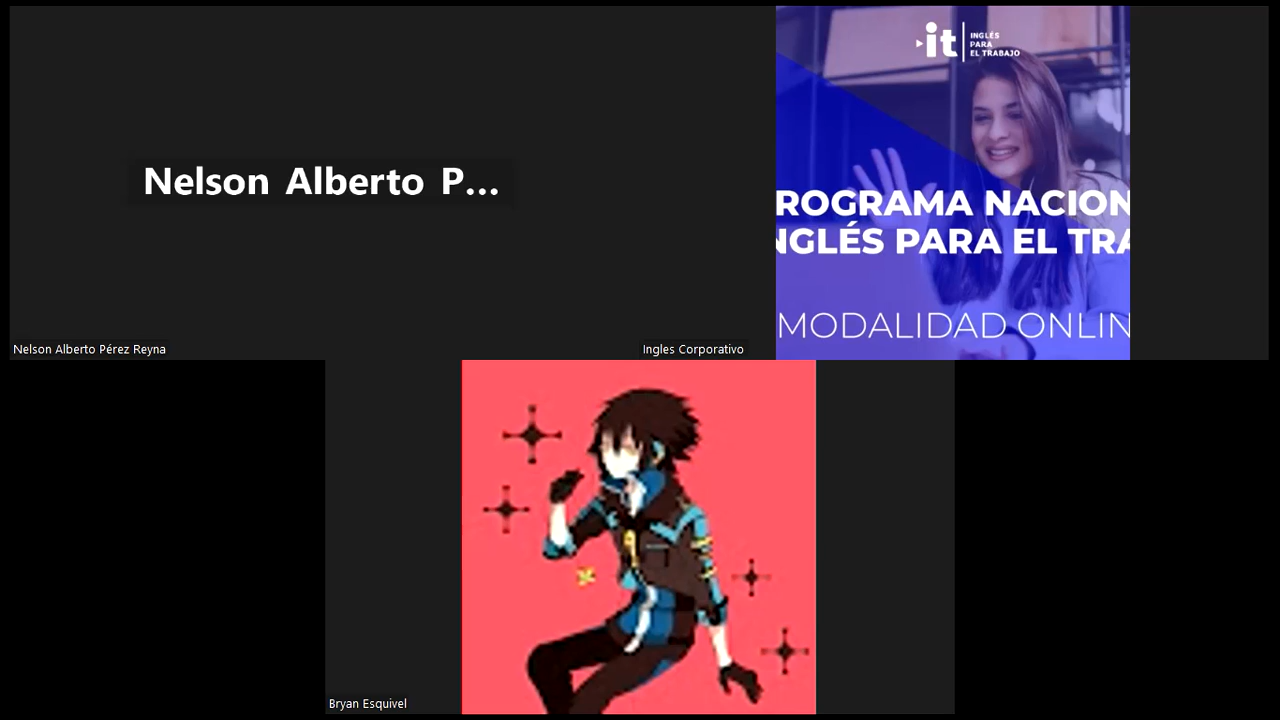 Nelson Alberto P...
Nelson Alberto Pérez Reyna
it
INGLÉS
PARA
EL TRABAJO
ROGRAMA NACION
NGLÉS PARA EL TRA
MODALIDAD ONLIN
Ingles Corporativo
Bryan Esquivel